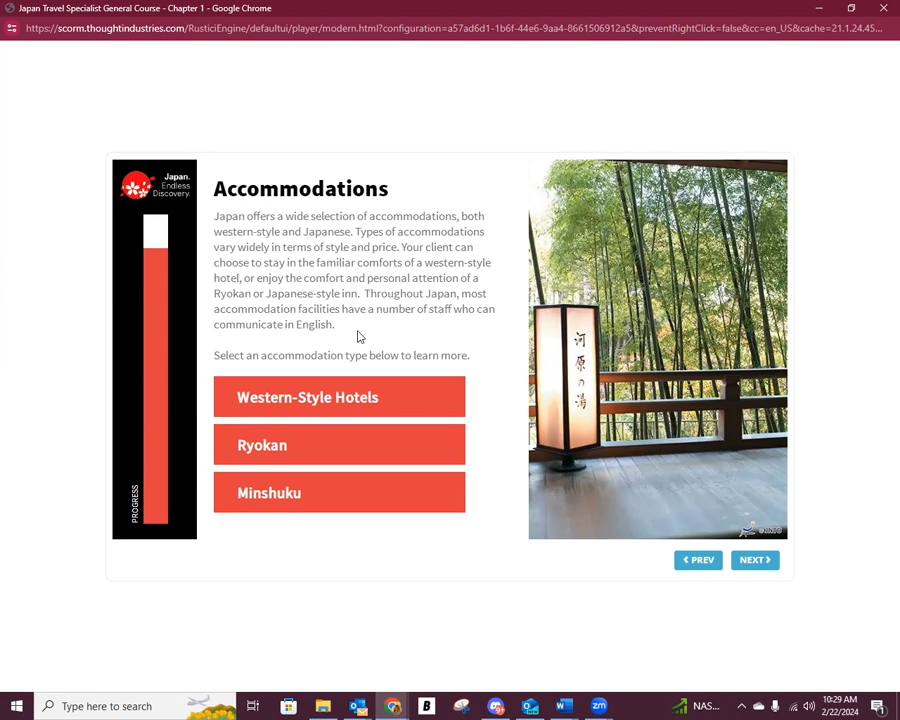 Japan Travel Specialist General Course - Chapter 1 - Google Chrome
https://scorm.thoughtindustries.com/RusticiEngine/defaultui/player/modern.html?configuration=a57ad6d1-1b6f-44e6-9aa4-8661506912a5&preventRightClick=false&cc=en_US&cache=21.1.24.45...
Japan.
Endless
Discovery.
PROGRESS
Accommodations
Japan offers a wide selection of accommodations, both
western-style and Japanese. Types of accommodations
vary widely in terms of style and price. Your client can
choose to stay in the familiar comforts of a western-style
hotel, or enjoy the comfort and personal attention of a
Ryokan or Japanese-style inn. Throughout Japan, most
accommodation facilities have a number of staff who can
communicate in English.
Select an accommodation type below to learn more.
Western-Style Hotels
Ryokan
Minshuku
河原の湯
PREV
NEXT
Type here to search
B
zm
NAS...
10:29 AM
2/22/2024